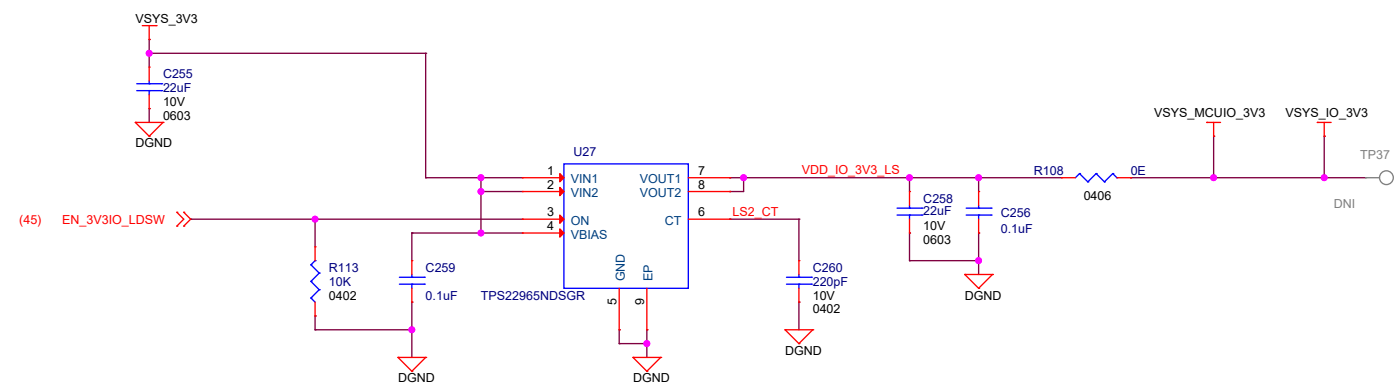 VSYS_3V3
C255
22uF
10V
0603
DGND
U27
1 VIN1 VOUT1 7
2 VIN2 VOUT2 8
3 ON CT 6
4 VBIAS
GND EP
5 9
TPS22965NDSGR
DGND
(45) EN_3V3IO_LDSW
R113
10K
0402
C259
0.1uF
DGND
LS2_CT
C260
220pF
10V
0402
DGND
VDD_IO_3V3_LS
C258
22uF
10V
0603
C256
0.1uF
DGND
R108 0E
0406
VSYS_MCUIO_3V3
VSYS_IO_3V3
TP37
DNI